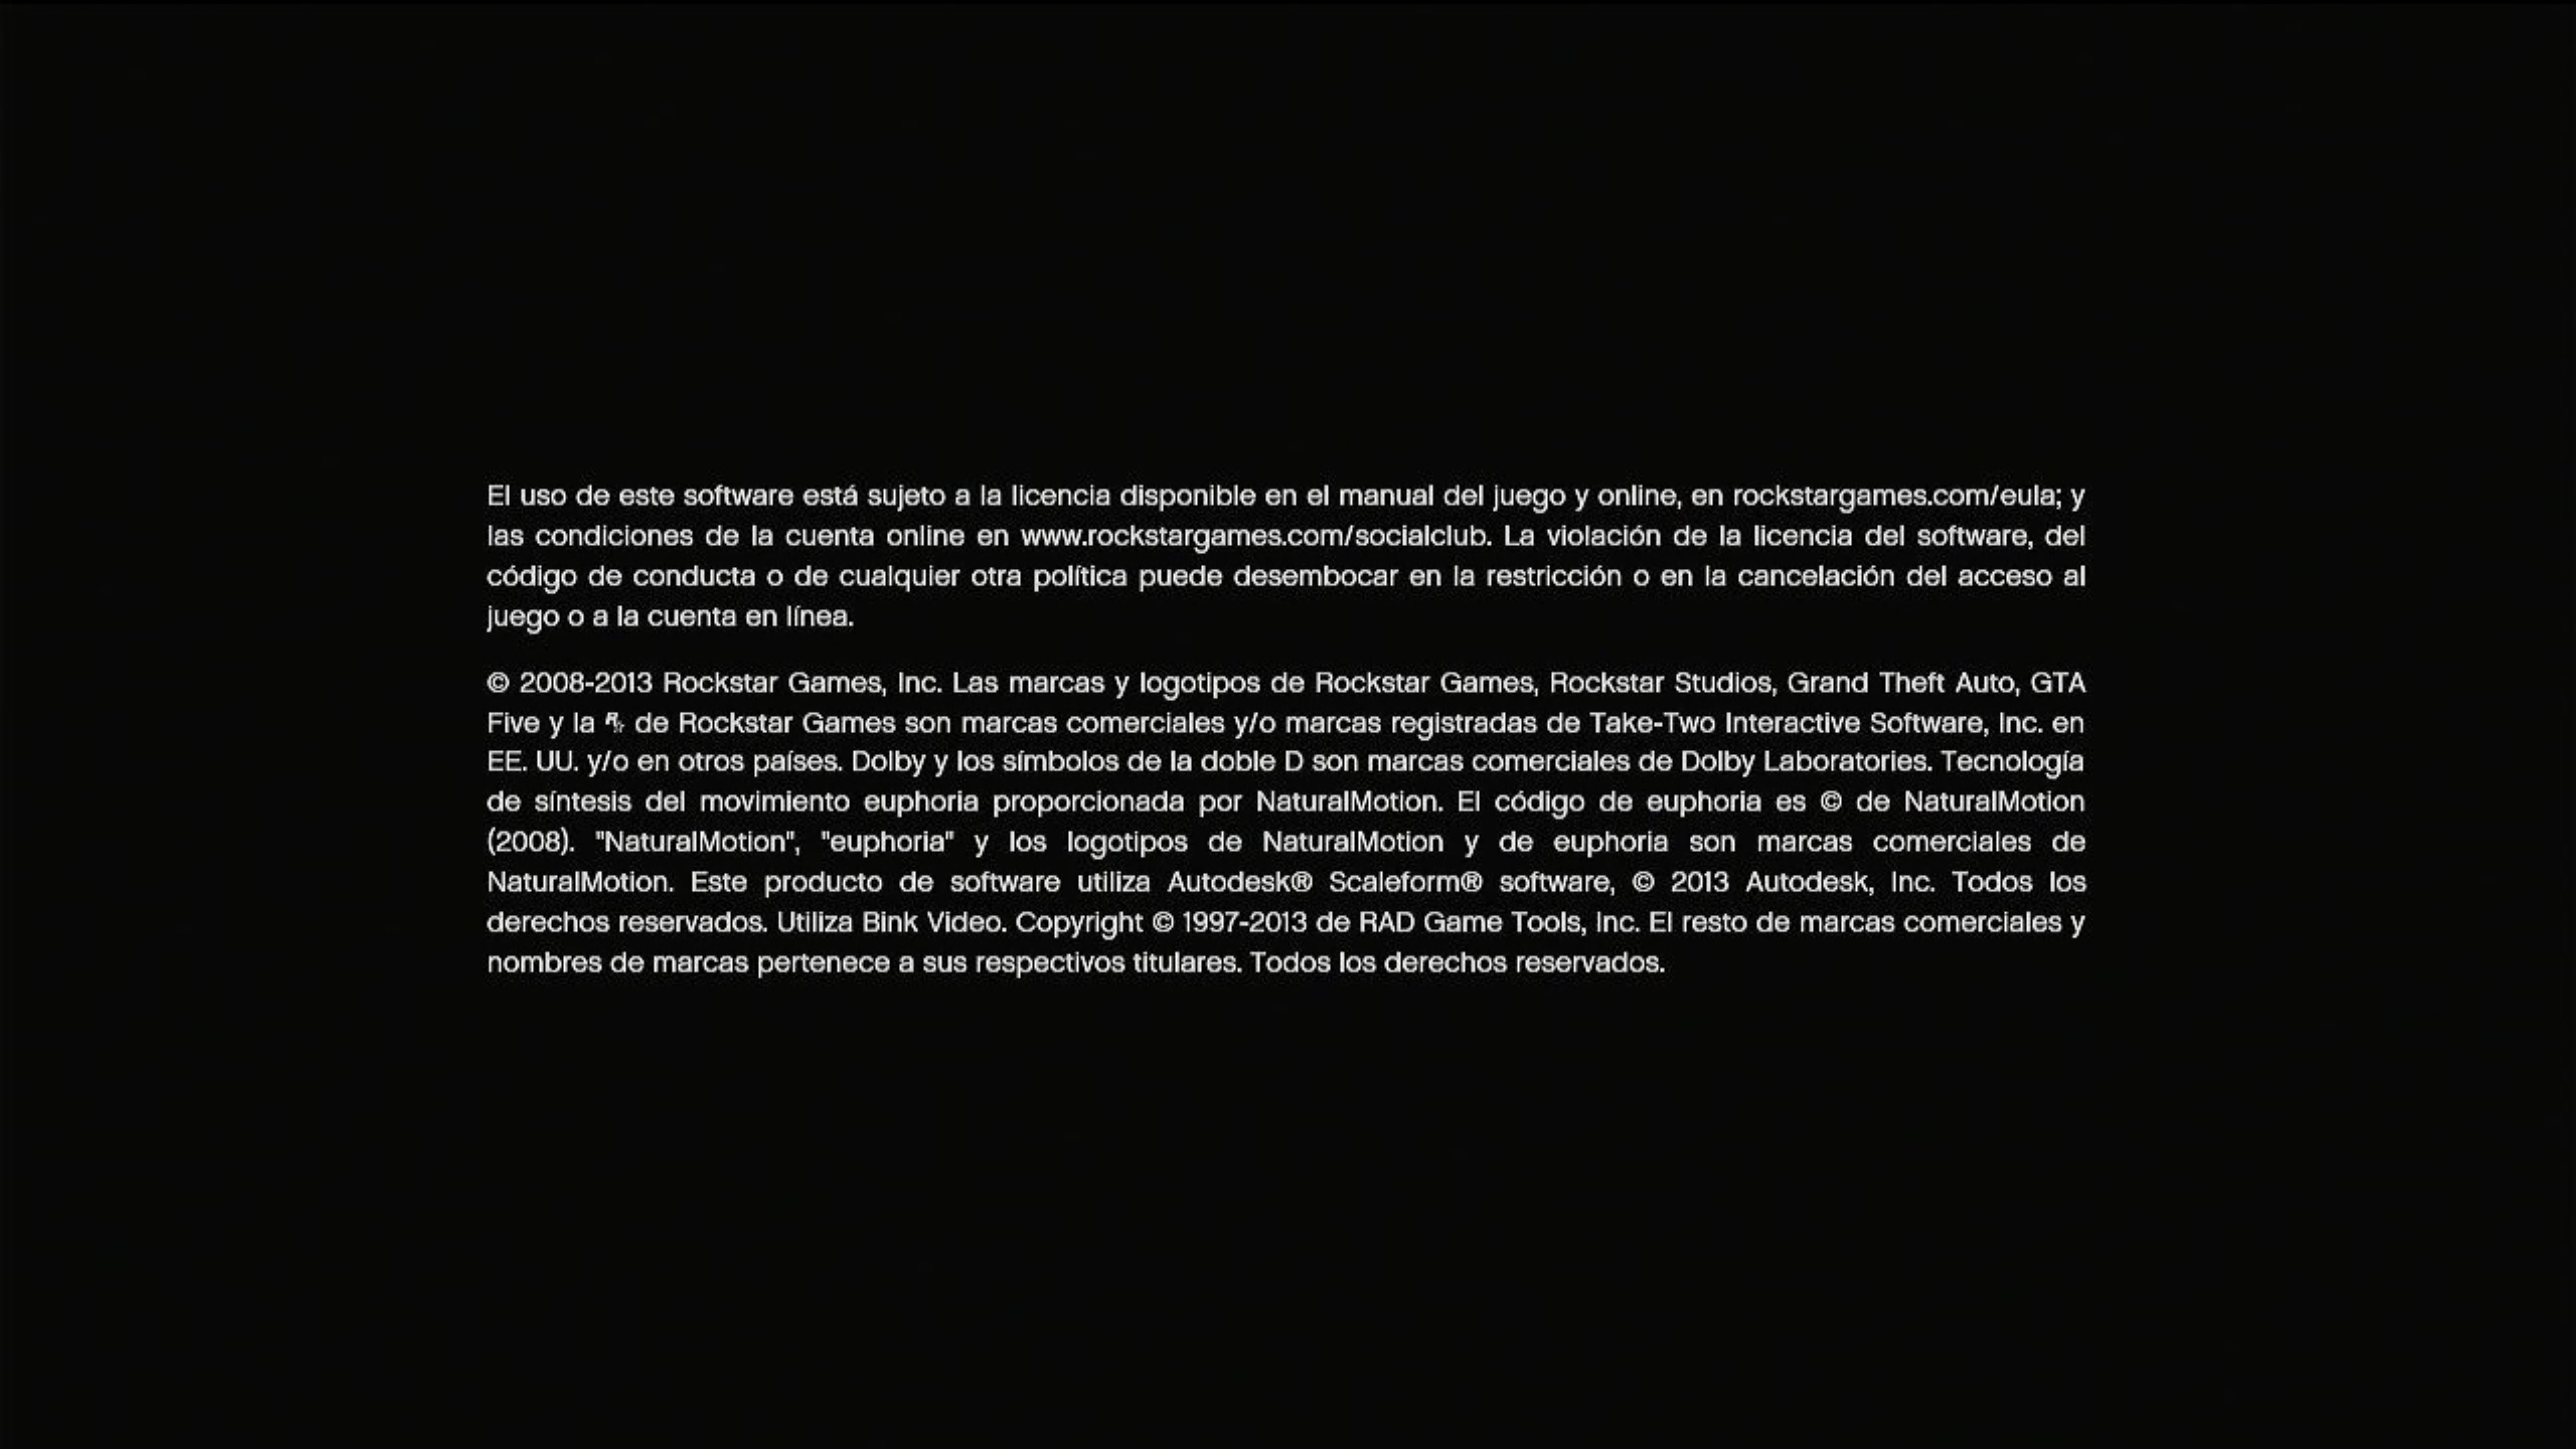 El uso de este software está sujeto a la licencia disponible en el manual del juego y online, en rockstargames.com/eula; y
las condiciones de la cuenta online en www.rockstargames.com/socialclub. La violación de la licencia del software, del
código de conducta o de cualquier otra política puede desembocar en la restricción o en la cancelación del acceso al
juego o a la cuenta en línea.
© 2008-2013 Rockstar Games, Inc. Las marcas y logotipos de Rockstar Games, Rockstar Studios, Grand Theft Auto, GTA
Five y la R* de Rockstar Games son marcas comerciales y/o marcas registradas de Take-Two Interactive Software, Inc. en
EE. UU. y/o en otros países. Dolby y los símbolos de la doble D son marcas comerciales de Dolby Laboratories. Tecnología
de síntesis del movimiento euphoria proporcionada por NaturalMotion. El código de euphoria es © de NaturalMotion
(2008). "NaturalMotion", "euphoria" y los logotipos de NaturalMotion y de euphoria son marcas comerciales de
NaturalMotion. Este producto de software utiliza Autodesk® Scaleform® software, © 2013 Autodesk, Inc. Todos los
derechos reservados. Utiliza Bink Video. Copyright © 1997-2013 de RAD Game Tools, Inc. El resto de marcas comerciales y
nombres de marcas pertenece a sus respectivos titulares. Todos los derechos reservados.